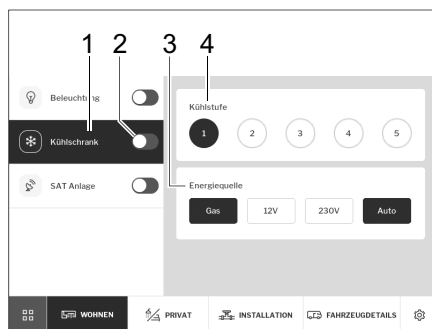 1 2 3 4
Beleuchtung
Kühlstufe
Kühlschrank
1 2 3 4 5
SAT Anlage
Energiequelle
Gas 12V 230V Auto
WOHNEN PRIVAT INSTALLATION FAHRZEUGDETAILS